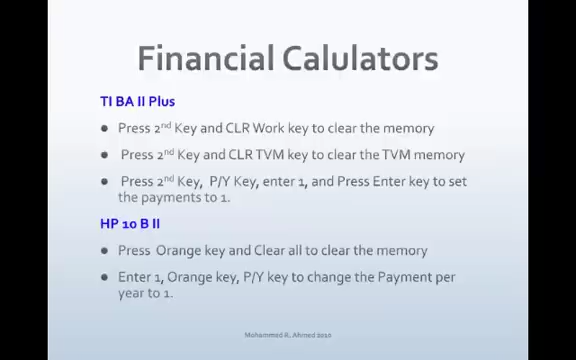 Financial Calulators
TI BA II Plus
• Press 2nd Key and CLR Work key to clear the memory
• Press 2nd Key and CLR TVM key to clear the TVM memory
• Press 2nd Key, P/Y Key, enter 1, and Press Enter key to set
the payments to 1.
HP 10 B II
• Press Orange key and Clear all to clear the memory
• Enter 1, Orange key, P/Y key to change the Payment per
year to 1.
Mohammed R. Ahmed 2010